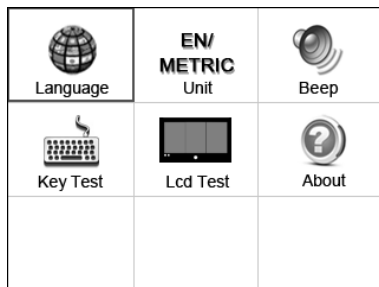 EN/
METRIC
Language
Unit
Beep
Key Test
Lcd Test
About